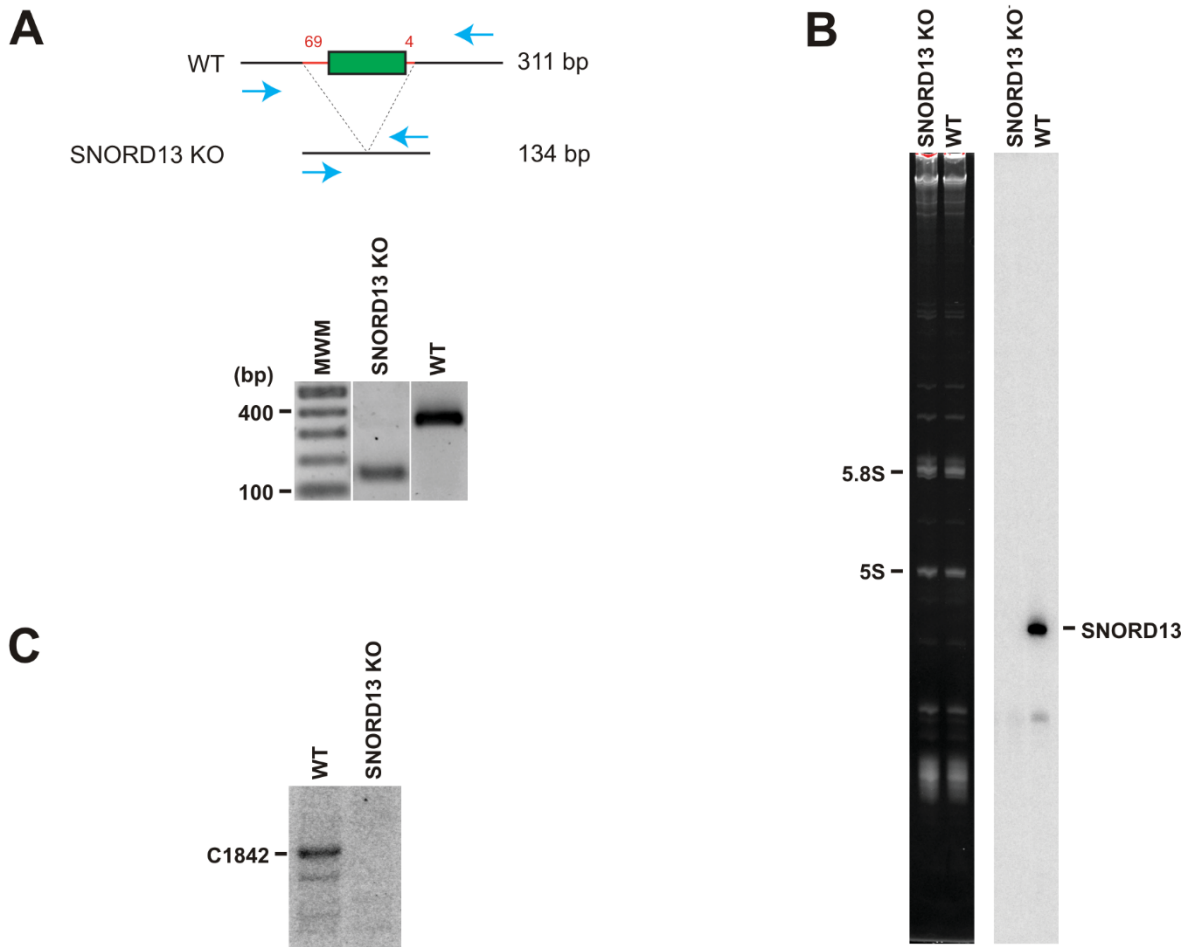 A
69 4
WT 311 bp
SNORD13 KO 134 bp
MWM
SNORD13 KO
WT
(bp)
400
100
B
SNORD13 KO
WT
SNORD13 KO-
WT
5.8S
5S
SNORD13
C
WT
SNORD13 KO
C1842